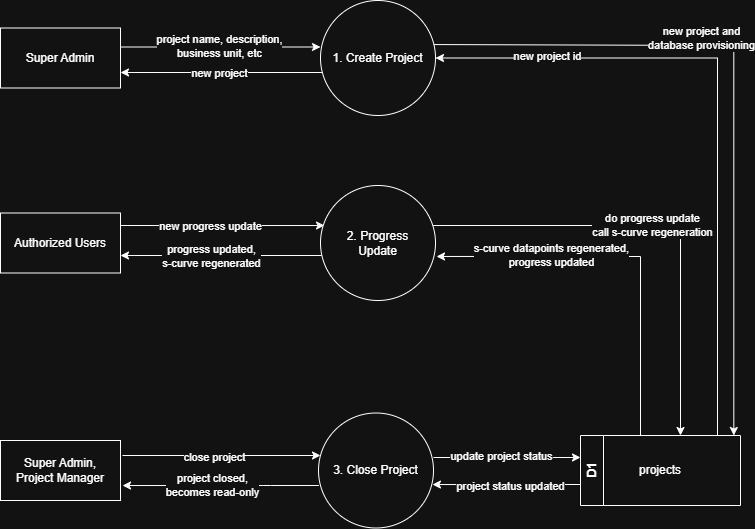 new project and
database provisioning
project name, description,
business unit, etc
Super Admin
1. Create Project
new project id
new project
do progress update
call s-curve regeneration
new progress update
Authorized Users
2. Progress
Update
progress updated,
s-curve regenerated
s-curve datapoints regenerated,
progress updated
close project
update project status
Super Admin,
Project Manager
3. Close Project
D1
projects
project closed,
becomes read-only
project status updated